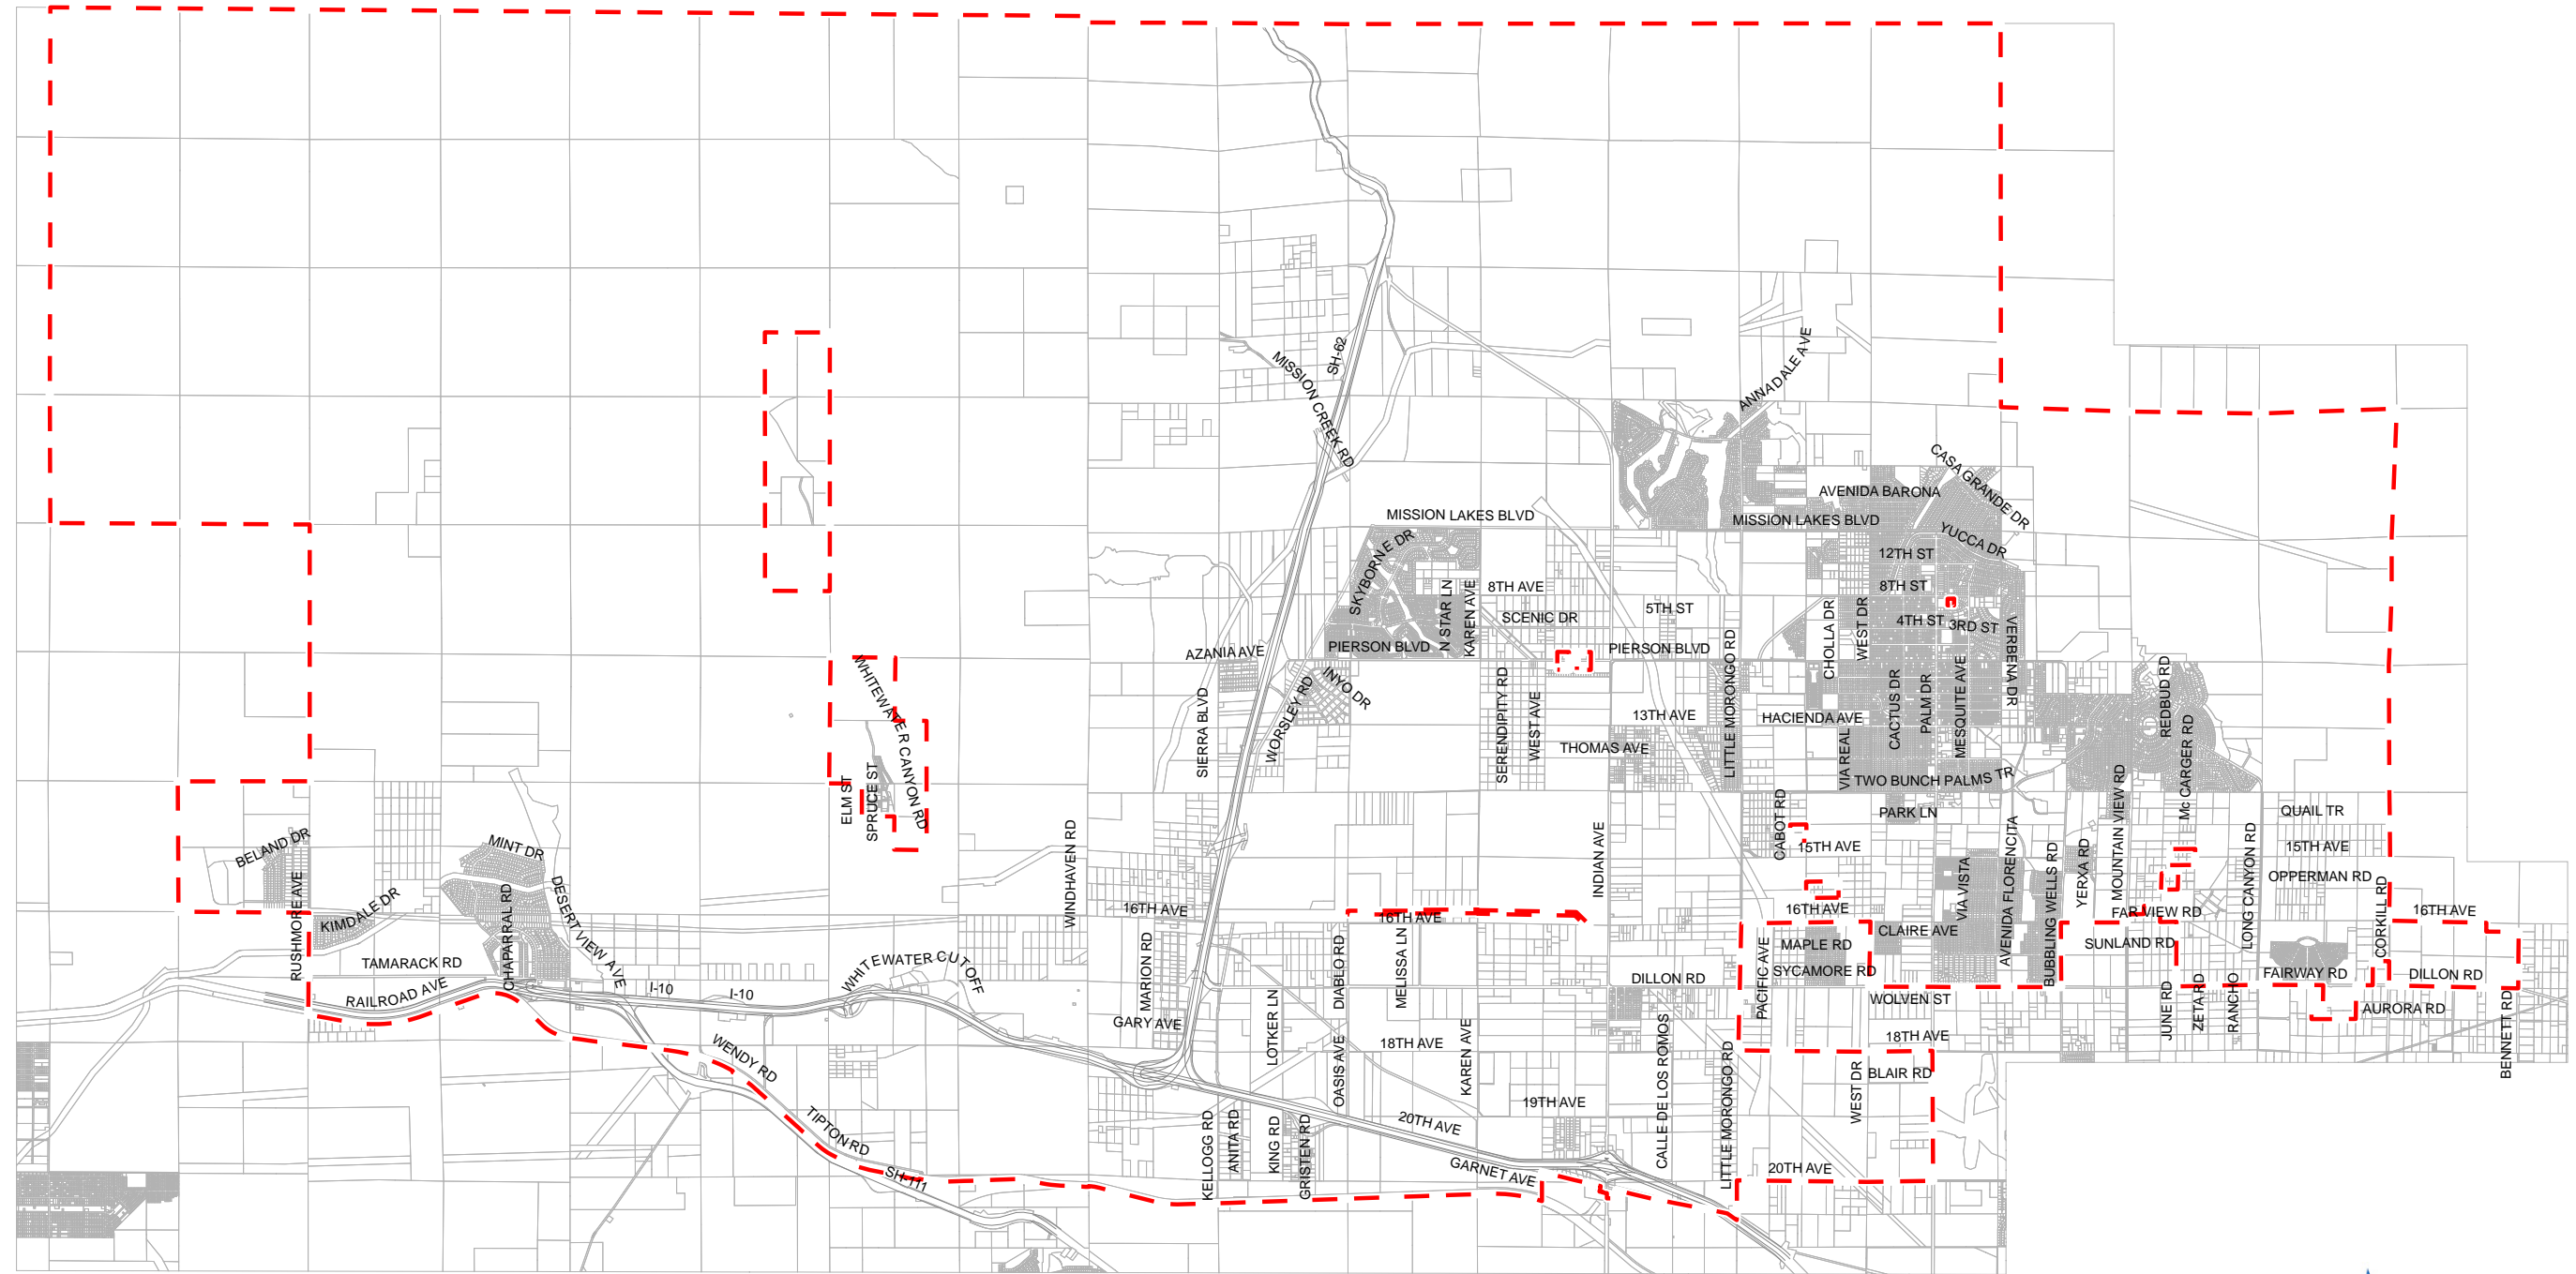 SH-62
MISSION CREEK RD
ANNADALE AVE
CASA GRANDE DR
AVENIDA BARONA
MISSION LAKES BLVD
MISSION LAKES BLVD
YUCCA DR
SKYBORNE DR
12TH ST
8TH AVE
8TH ST
N STAR LN
KAREN AVE
SCENIC DR
5TH ST
CHOLLA DR
WEST DR
4TH ST
3RD ST
VERBENA DR
AZANIA AVE
PIERSON BLVD
PIERSON BLVD
LITTLE MORONGO RD
WHITEWATER CANYON RD
SIERRA BLVD
WORSLEY RD
INYO DR
SERENDIPITY RD
WEST AVE
13TH AVE
HACIENDA AVE
CACTUS DR
PALM DR
MESQUITE AVE
REDBUD RD
Mc CARGER RD
THOMAS AVE
VIA REAL
TWO BUNCH PALMS TR
MOUNTAIN VIEW RD
ELM ST
SPRUCE ST
PARK LN
QUAIL TR
BELAND DR
MINT DR
WINDHAVEN RD
INDIAN AVE
CABOT RD
15TH AVE
AVENIDA FLORENCITA
VIA VISTA
BUBBLING WELLS RD
YERXA RD
LONG CANYON RD
15TH AVE
OPPERMAN RD
RUSHMORE AVE
KIMDALE DR
CHAPARRAL RD
DESERT VIEW AVE
16TH AVE
16TH AVE
16TH AVE
FAR VIEW RD
CORKILL RD
16TH AVE
TAMARACK RD
WHITEWATER CUTOFF
MARION RD
DIABLO RD
MELISSA LN
PACIFIC AVE
MAPLE RD
CLAIRE AVE
SUNLAND RD
SYCAMORE RD
DILLON RD
FAIRWAY RD
DILLON RD
RAILROAD AVE
I-10
I-10
WOLVEN ST
JUNE RD
ZETA RD
RANCHO
AURORA RD
GARY AVE
LOTKER LN
OASIS AVE
18TH AVE
KAREN AVE
CALLE DE LOS ROMOS
LITTLE MORONGO RD
18TH AVE
BENNETT RD
WENDY RD
BLAIR RD
WEST DR
TIPTON RD
KELLOGG RD
ANITA RD
KING RD
GRISTEN RD
20TH AVE
19TH AVE
SH-111
GARNET AVE
20TH AVE